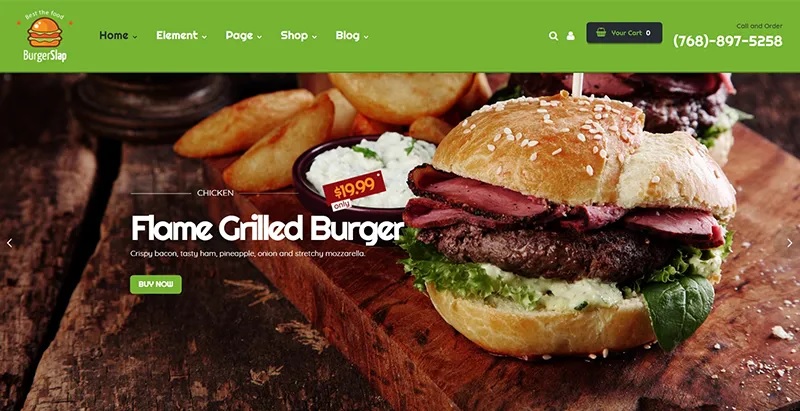 Best the food
BurgerSlap
Home
Element
Page
Shop
Blog
Your Cart 0
Call and Order
(768)-897-5258
CHICKEN
$19.99
only
Flame Grilled Burger
Crispy bacon, tasty ham, pineapple, onion and stretchy mozzarella.
BUY NOW